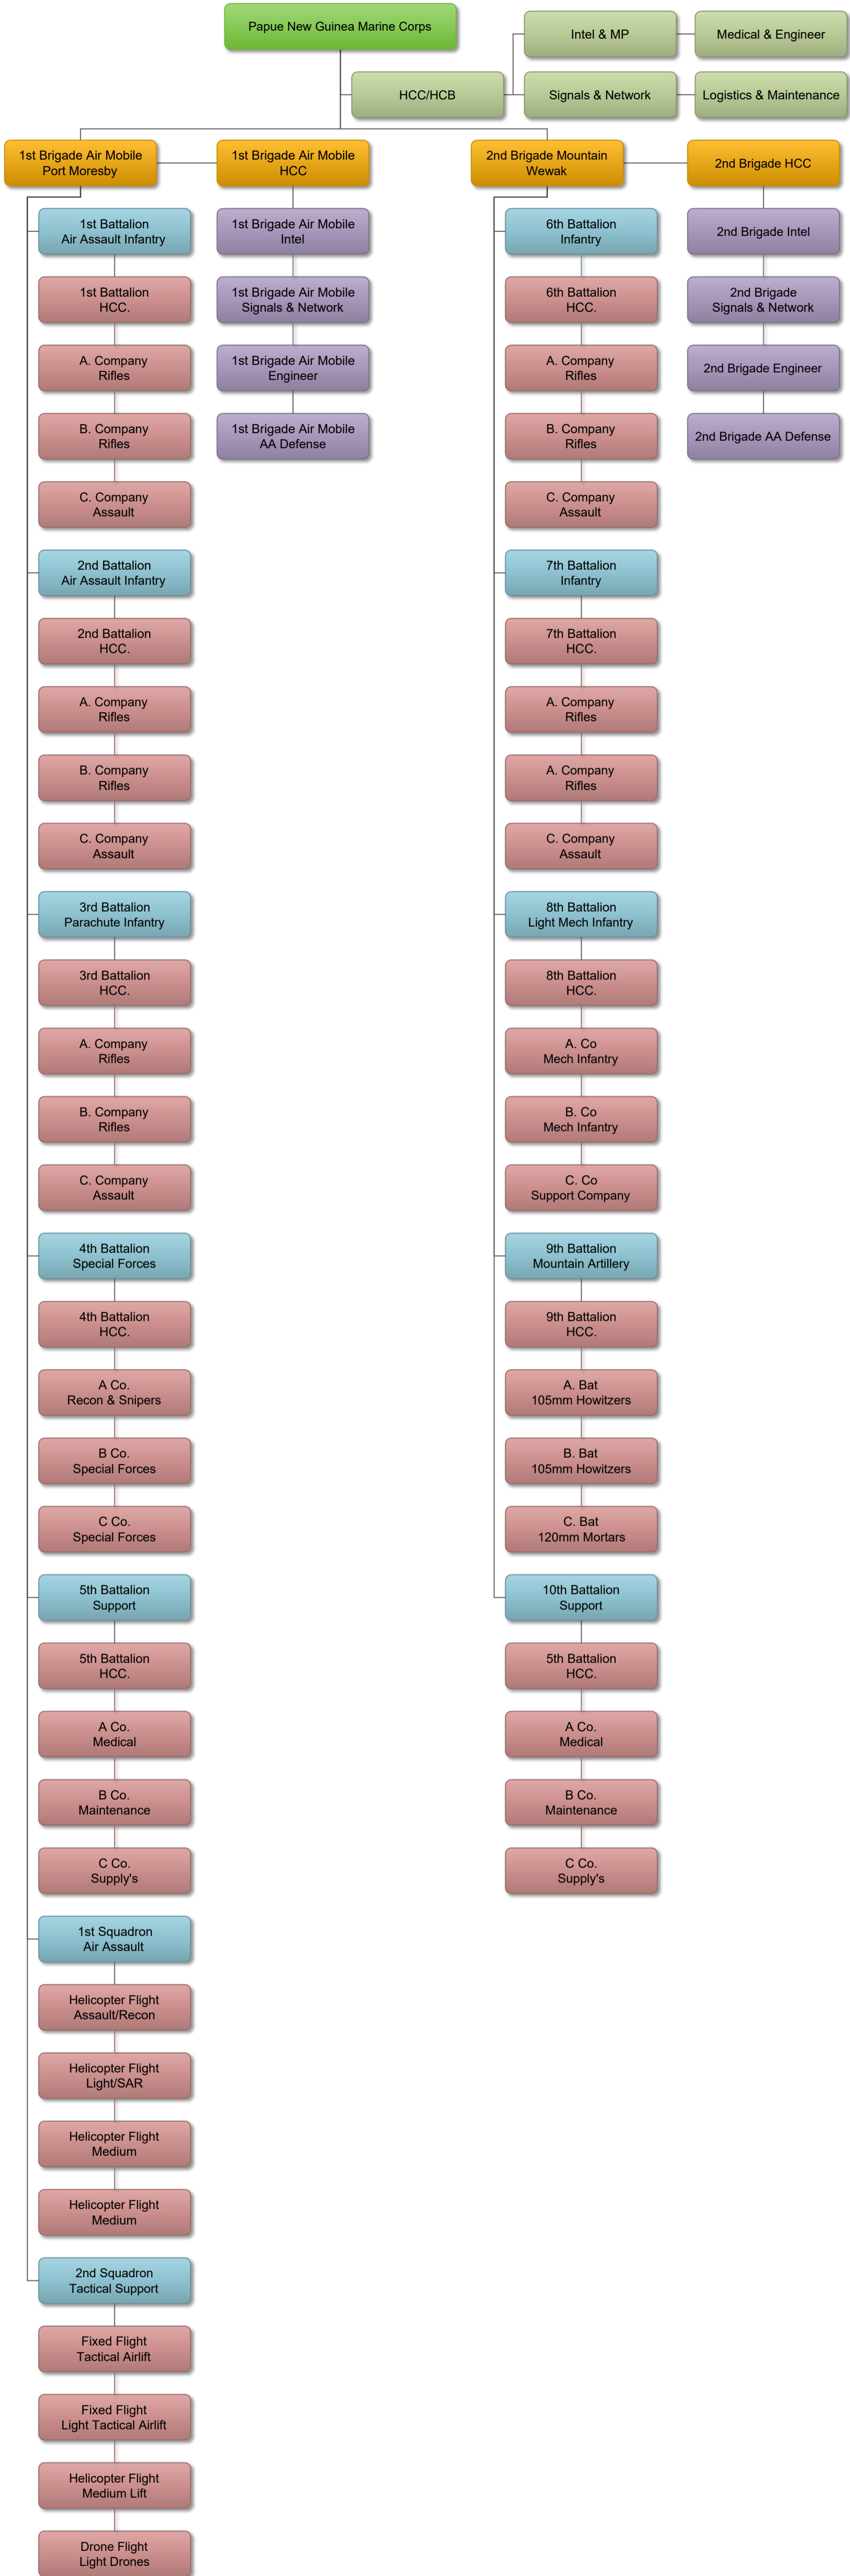 Papue New Guinea Marine Corps
Intel & MP
Medical & Engineer
HCC/HCB
Signals & Network
Logistics & Maintenance
1st Brigade Air Mobile
Port Moresby
1st Brigade Air Mobile
HCC
1st Brigade Air Mobile
Intel
1st Brigade Air Mobile
Signals & Network
1st Brigade Air Mobile
Engineer
1st Brigade Air Mobile
AA Defense
1st Battalion
Air Assault Infantry
1st Battalion
HCC.
A. Company
Rifles
B. Company
Rifles
C. Company
Assault
2nd Battalion
Air Assault Infantry
2nd Battalion
HCC.
A. Company
Rifles
B. Company
Rifles
C. Company
Assault
3rd Battalion
Parachute Infantry
3rd Battalion
HCC.
A. Company
Rifles
B. Company
Rifles
C. Company
Assault
4th Battalion
Special Forces
4th Battalion
HCC.
A Co.
Recon & Snipers
B Co.
Special Forces
C Co.
Special Forces
5th Battalion
Support
5th Battalion
HCC.
A Co.
Medical
B Co.
Maintenance
C Co.
Supply's
1st Squadron
Air Assault
Helicopter Flight
Assault/Recon
Helicopter Flight
Light/SAR
Helicopter Flight
Medium
Helicopter Flight
Medium
2nd Squadron
Tactical Support
Fixed Flight
Tactical Airlift
Fixed Flight
Light Tactical Airlift
Helicopter Flight
Medium Lift
Drone Flight
Light Drones
2nd Brigade Mountain
Wewak
2nd Brigade HCC
2nd Brigade Intel
2nd Brigade
Signals & Network
2nd Brigade Engineer
2nd Brigade AA Defense
6th Battalion
Infantry
6th Battalion
HCC.
A. Company
Rifles
B. Company
Rifles
C. Company
Assault
7th Battalion
Infantry
7th Battalion
HCC.
A. Company
Rifles
A. Company
Rifles
C. Company
Assault
8th Battalion
Light Mech Infantry
8th Battalion
HCC.
A. Co
Mech Infantry
B. Co
Mech Infantry
C. Co
Support Company
9th Battalion
Mountain Artillery
9th Battalion
HCC.
A. Bat
105mm Howitzers
B. Bat
105mm Howitzers
C. Bat
120mm Mortars
10th Battalion
Support
5th Battalion
HCC.
A Co.
Medical
B Co.
Maintenance
C Co.
Supply's